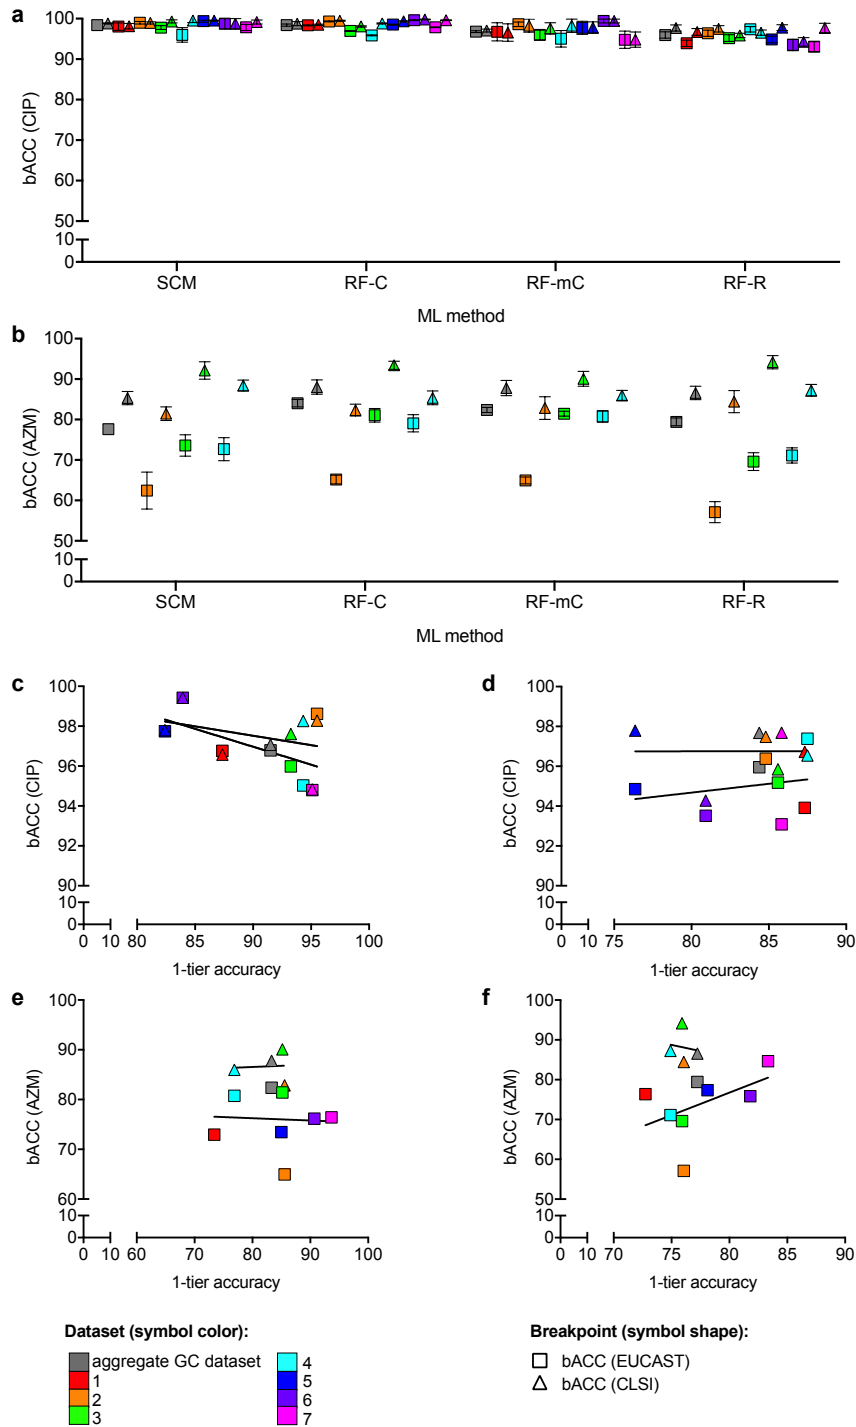 a
bACC (CIP)
100
90
80
70
60
50
10
0
SCM RF-C RF-mC RF-R
ML method
b
bACC (AZM)
100
90
80
70
60
50
10
0
SCM RF-C RF-mC RF-R
ML method
c
bACC (CIP)
100
98
96
94
92
90
10
0
0 10 80 85 90 95 100
1-tier accuracy
d
bACC (CIP)
100
98
96
94
92
90
10
0
0 10 75 80 85 90
1-tier accuracy
e
bACC (AZM)
100
90
80
70
60
10
0
0 10 60 70 80 90 100
1-tier accuracy
f
bACC (AZM)
100
90
80
70
60
50
10
0
0 10 70 75 80 85 90
1-tier accuracy
Dataset (symbol color):
aggregate GC dataset
1
2
3
4
5
6
7
Breakpoint (symbol shape):
bACC (EUCAST)
bACC (CLSI)